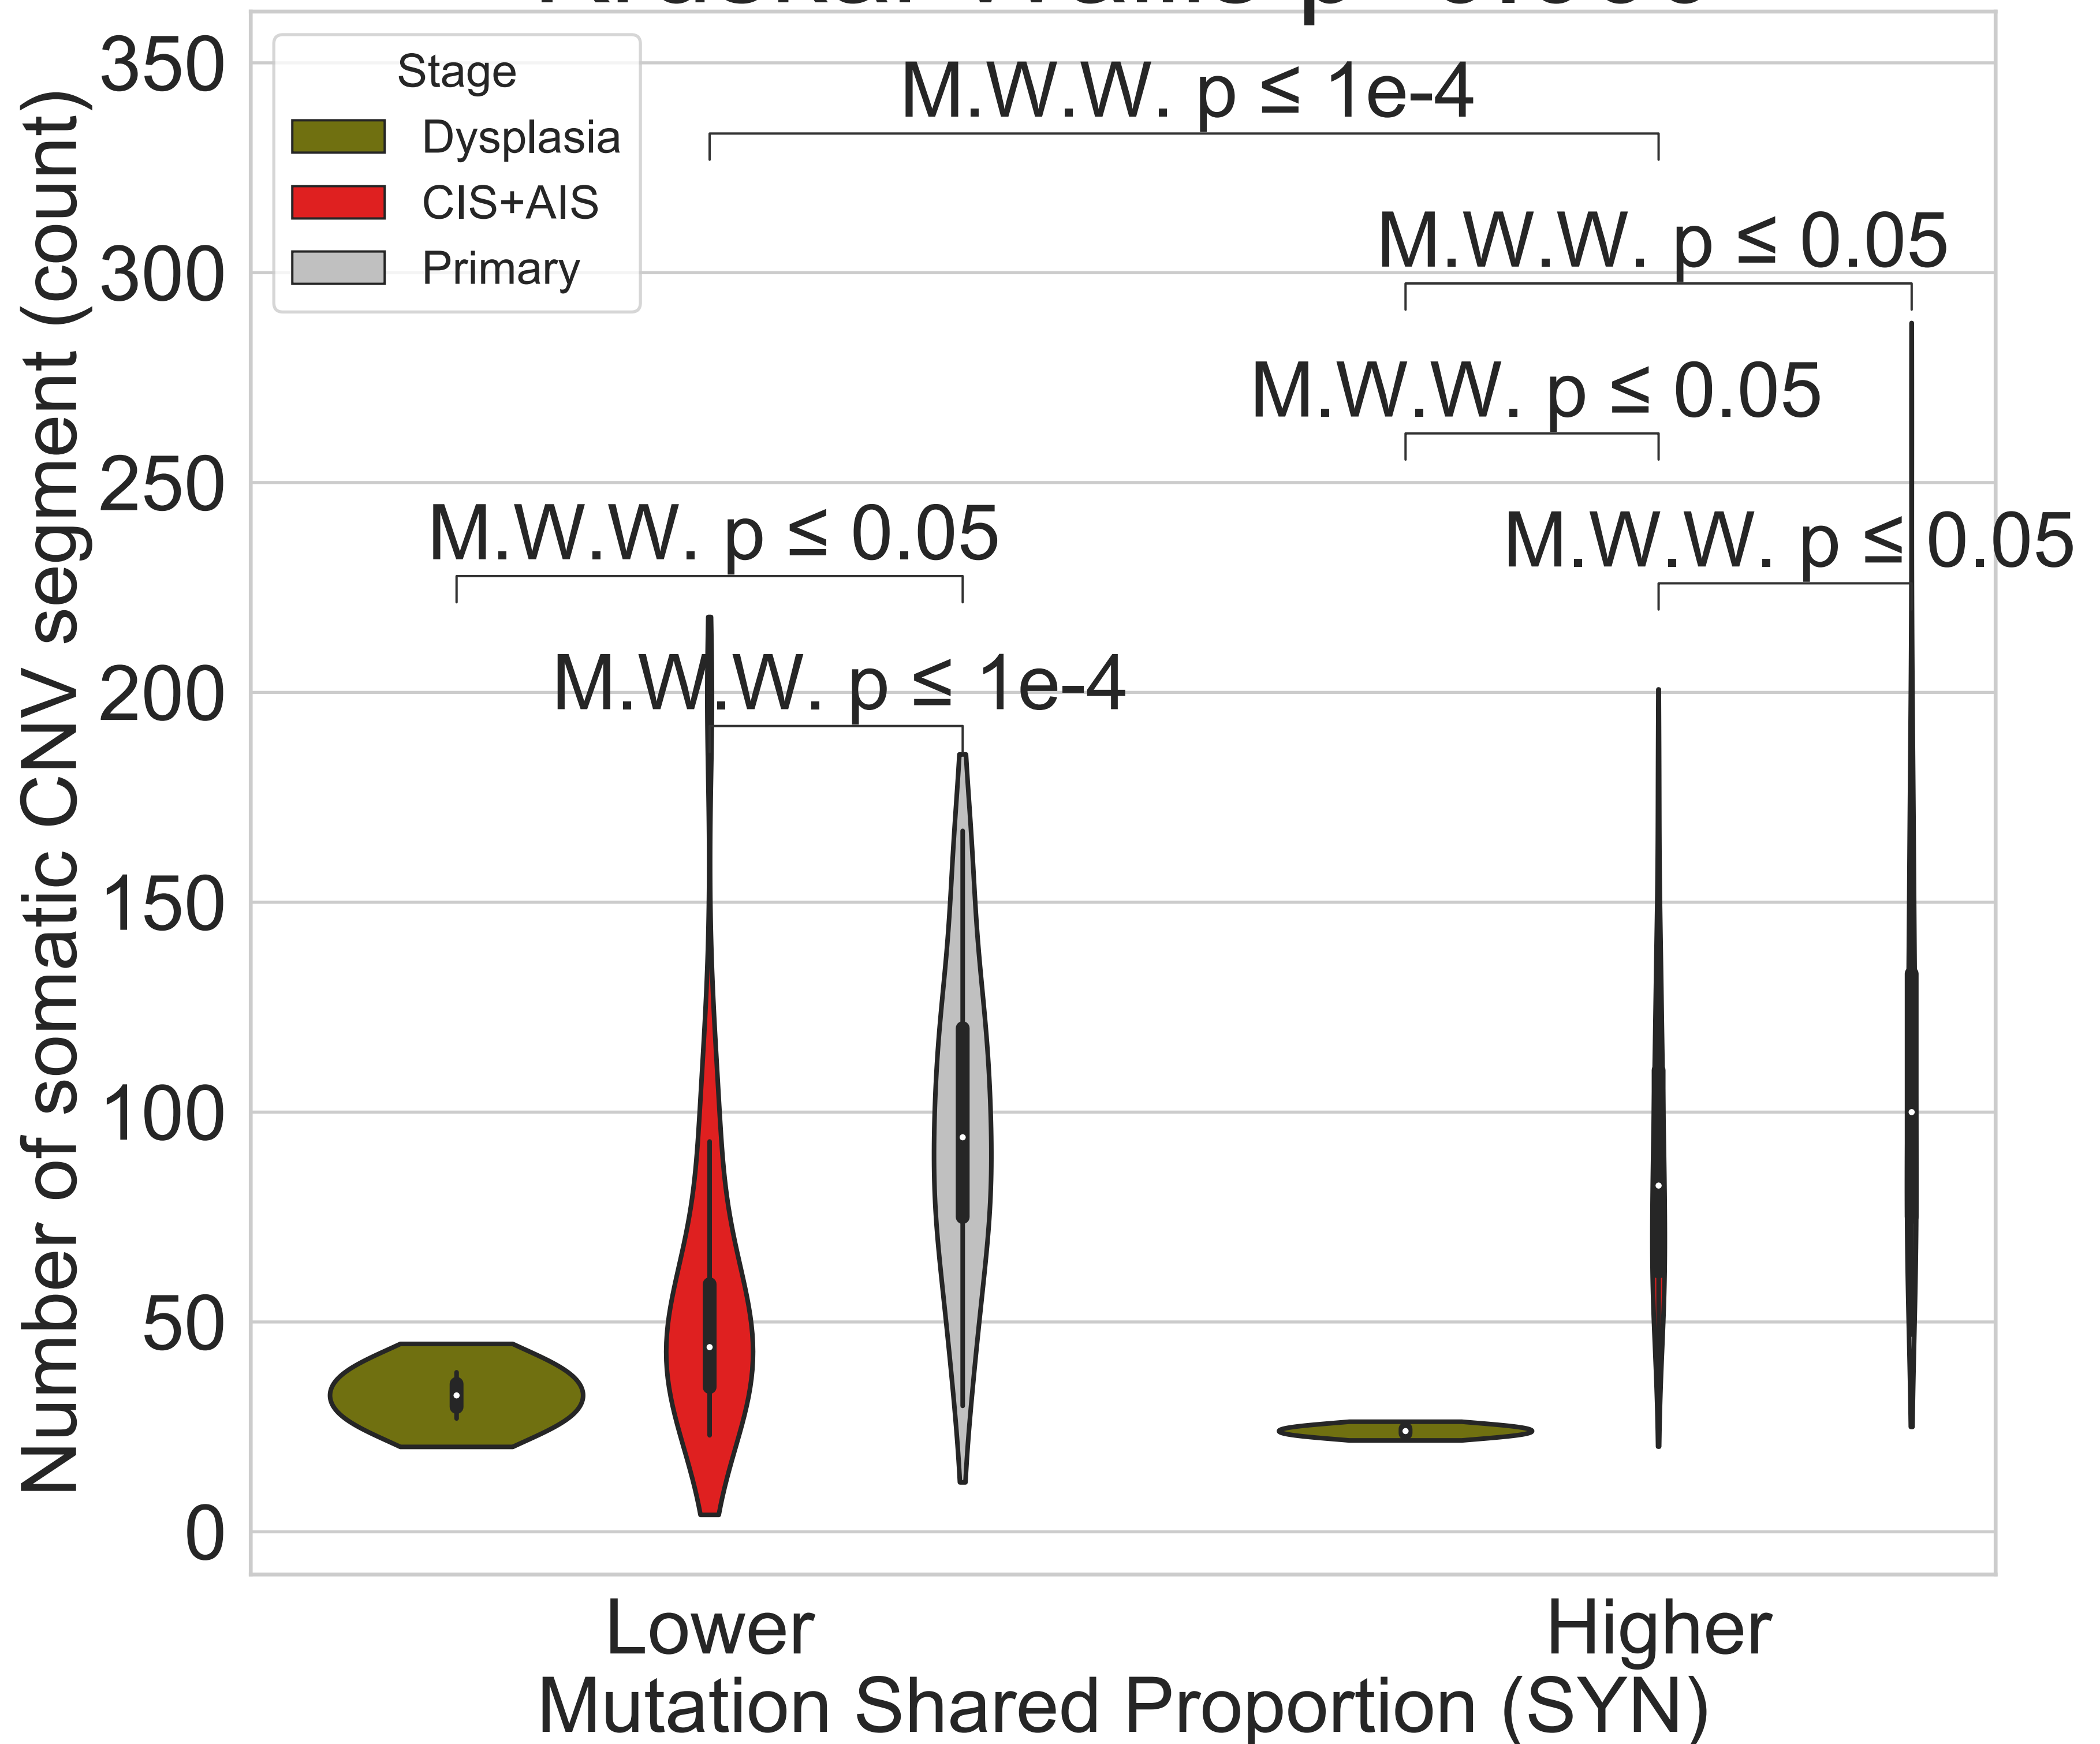 350
300
250
200
150
100
50
0
Number of somatic CNV segment (count)
Stage
Dysplasia
CIS+AIS
Primary
M.W.W. p ≤ 1e-4
M.W.W. p ≤ 0.05
M.W.W. p ≤ 0.05
M.W.W. p ≤ 0.05
M.W.W. p ≤ 0.05
M.W.W. p ≤ 1e-4
Lower
Higher
Mutation Shared Proportion (SYN)